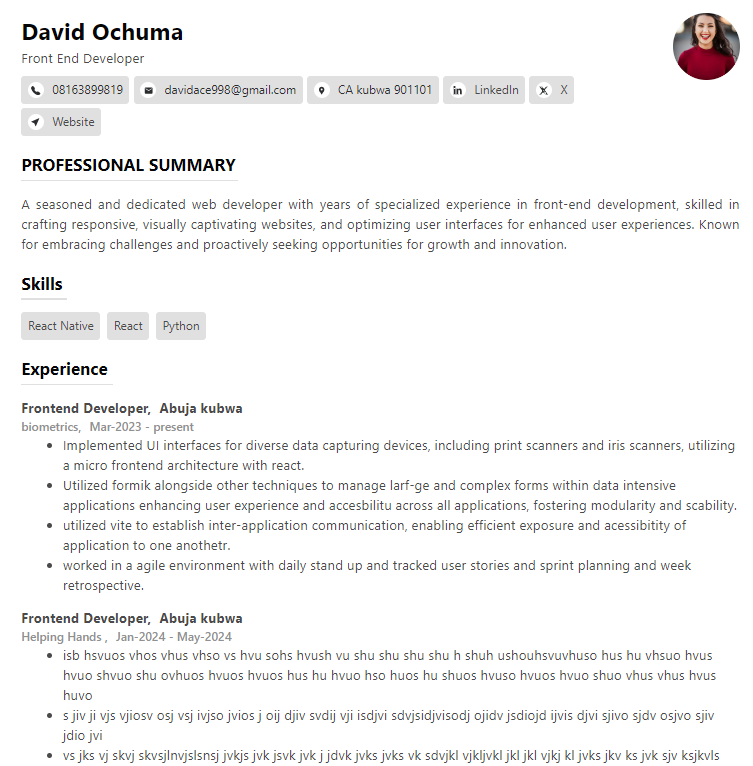 David Ochuma
Front End Developer
08163899819 davidace998@gmail.com CA kubwa 901101 LinkedIn X
Website
PROFESSIONAL SUMMARY
A seasoned and dedicated web developer with years of specialized experience in front-end development, skilled in
crafting responsive, visually captivating websites, and optimizing user interfaces for enhanced user experiences. Known
for embracing challenges and proactively seeking opportunities for growth and innovation.
Skills
React Native React Python
Experience
Frontend Developer, Abuja kubwa
biometrics, Mar-2023 - present
• Implemented UI interfaces for diverse data capturing devices, including print scanners and iris scanners, utilizing
a micro frontend architecture with react.
• Utilized formik alongside other techniques to manage larf-ge and complex forms within data intensive
applications enhancing user experience and accesbilitu across all applications, fostering modularity and scability.
• utilized vite to establish inter-application communication, enabling efficient exposure and acessibility of
application to one anothetr.
• worked in a agile environment with daily stand up and tracked user stories and sprint planning and week
retrospective.
Frontend Developer, Abuja kubwa
Helping Hands , Jan-2024 - May-2024
• isb hsvuos vhos vhus vhso vs hvu sohs hvush vu shu shu shu shu h shuh ushouhsvuvhuso hus hu vhsuo hvus
hvuo shvuo shu ovhuos hvuos hvuos hus hu hvuo hso huos hu shuos hvuso hvuos hvuo shuo vhus vhus hvus
huvo
• s jiv ji vjs vjiosv osj vsj ivjso jvios j oij djiv svdij vji isdjvi sdvjsidjvisodj ojidv jsdiojd ijvis djvi sjivo sjdv osjvo sjiv
jdio jvi
• vs jks vj skvj skvsjlnvjslsnsj jvkjs jvk jsvk jvk j jdvk jvks jvks vk sdvjkl vjkljvkl jkl jkl vjkj kl jvks jkv ks jvk sjv ksjkvls